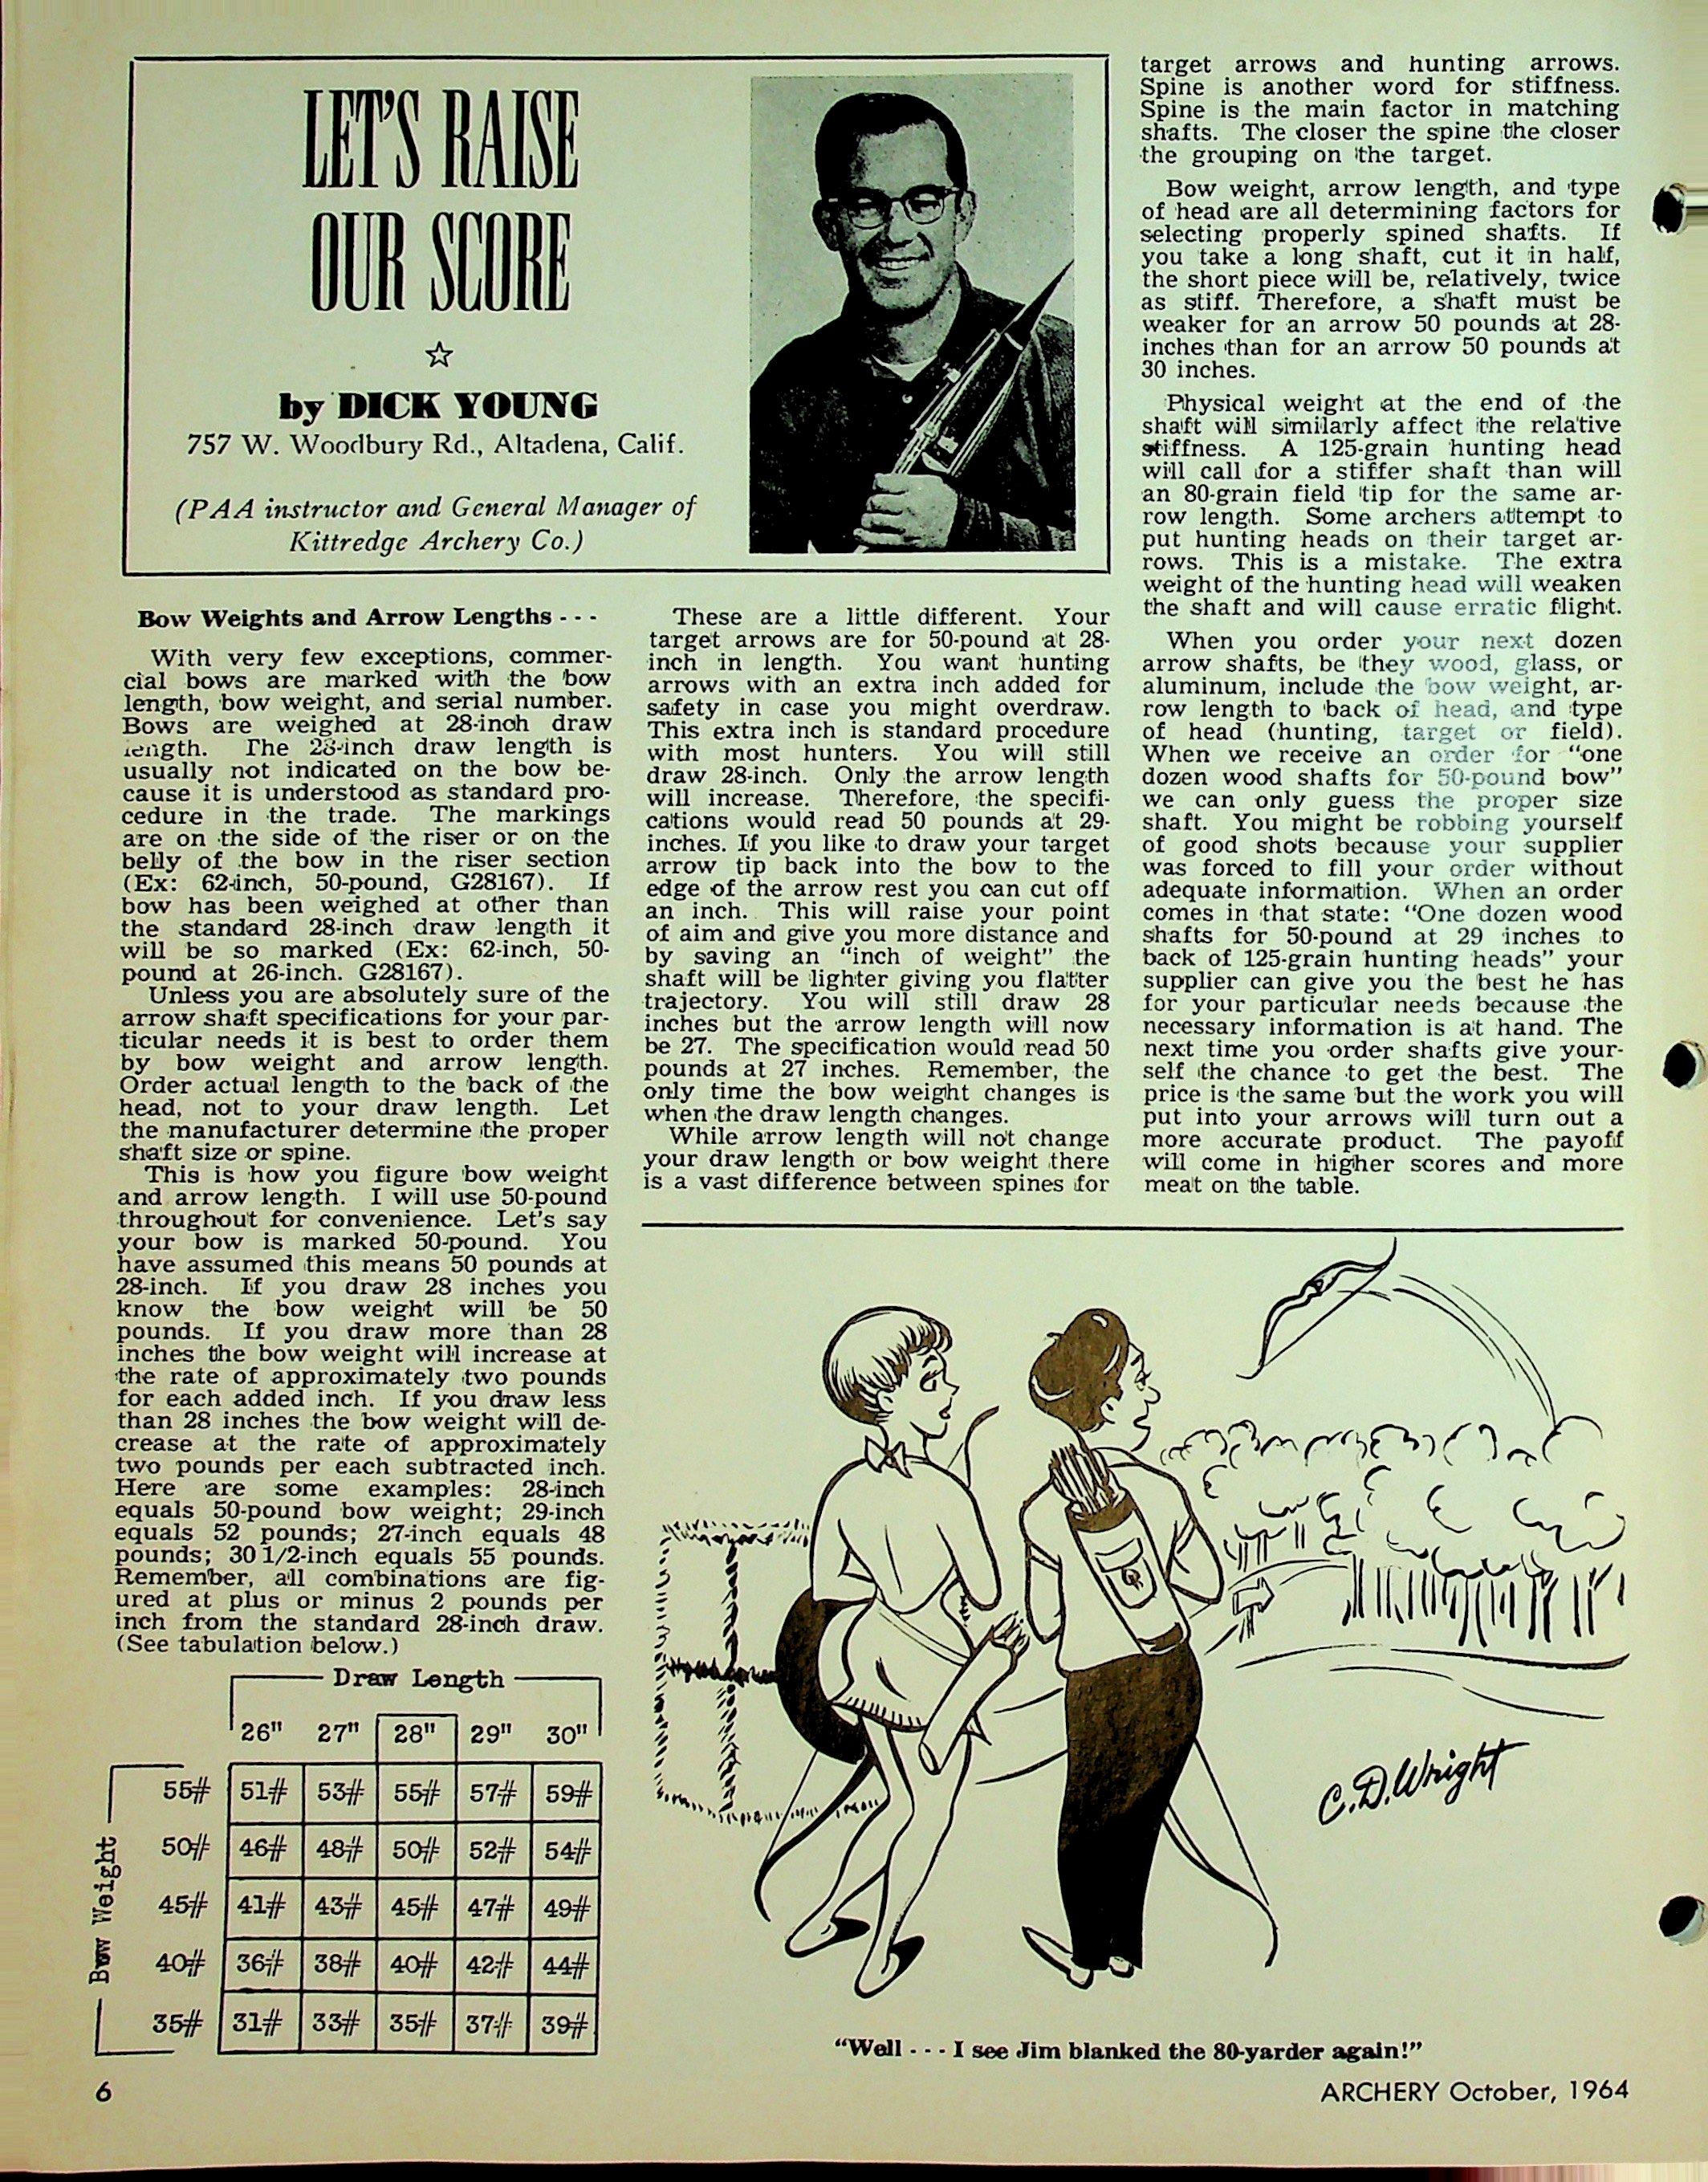 LET'S RAISE
OUR SCORE
☆
by DICK YOUNG
757 W. Woodbury Rd., Altadena, Calif.
(PAA instructor and General Manager of
Kittredge Archery Co.)
Bow Weights and Arrow Lengths - - -
With very few exceptions, commer-
cial bows are marked with the bow
length, bow weight, and serial number.
Bows are weighed at 28-inch draw
length. The 28-inch draw length is
usually not indicated on the bow be-
cause it is understood as standard pro-
cedure in the trade. The markings
are on the side of the riser or on the
belly of the bow in the riser section
(Ex: 62-inch, 50-pound, G28167). If
bow has been weighed at other than
the standard 28-inch draw length it
will be so marked (Ex: 62-inch, 50-
pound at 26-inch. G28167).
Unless you are absolutely sure of the
arrow shaft specifications for your par-
ticular needs it is best to order them
by bow weight and arrow length.
Order actual length to the back of the
head, not to your draw length. Let
the manufacturer determine the proper
shaft size or spine.
This is how you figure bow weight
and arrow length. I will use 50-pound
throughout for convenience. Let's say
your bow is marked 50-pound. You
have assumed this means 50 pounds at
28-inch. If you draw 28 inches you
know the bow weight will be 50
pounds. If you draw more than 28
inches the bow weight will increase at
the rate of approximately two pounds
for each added inch. If you draw less
than 28 inches the bow weight will de-
crease at the rate of approximately
two pounds per each subtracted inch.
Here are some examples: 28-inch
equals 50-pound bow weight; 29-inch
equals 52 pounds; 27-inch equals 48
pounds; 30 1/2-inch equals 55 pounds.
Remember, all combinations are fig-
ured at plus or minus 2 pounds per
inch from the standard 28-inch draw.
(See tabulation below.)
Draw Length
26" 27" 28" 29" 30"
Bow Weight
55# 51# 53# 55# 57# 59#
50# 46# 48# 50# 52# 54#
45# 41# 43# 45# 47# 49#
40# 36# 38# 40# 42# 44#
35# 31# 33# 35# 37# 39#
These are a little different. Your
target arrows are for 50-pound at 28-
inch in length. You want hunting
arrows with an extra inch added for
safety in case you might overdraw.
This extra inch is standard procedure
with most hunters. You will still
draw 28-inch. Only the arrow length
will increase. Therefore, the specifi-
cations would read 50 pounds at 29-
inches. If you like to draw your target
arrow tip back into the bow to the
edge of the arrow rest you can cut off
an inch. This will raise your point
of aim and give you more distance and
by saving an "inch of weight" the
shaft will be lighter giving you flatter
trajectory. You will still draw 28
inches but the arrow length will now
be 27. The specification would read 50
pounds at 27 inches. Remember, the
only time the bow weight changes is
when the draw length changes.
While arrow length will not change
your draw length or bow weight there
is a vast difference between spines for
target arrows and hunting arrows.
Spine is another word for stiffness.
Spine is the main factor in matching
shafts. The closer the spine the closer
the grouping on the target.
Bow weight, arrow length, and type
of head are all determining factors for
selecting properly spined shafts. If
you take a long shaft, cut it in half,
the short piece will be, relatively, twice
as stiff. Therefore, a shaft must be
weaker for an arrow 50 pounds at 28-
inches than for an arrow 50 pounds at
30 inches.
Physical weight at the end of the
shaft will similarly affect the relative
stiffness. A 125-grain hunting head
will call for a stiffer shaft than will
an 80-grain field tip for the same ar-
row length. Some archers attempt to
put hunting heads on their target ar-
rows. This is a mistake. The extra
weight of the hunting head will weaken
the shaft and will cause erratic flight.
When you order your next dozen
arrow shafts, be they wood, glass, or
aluminum, include the bow weight, ar-
row length to back of head, and type
of head (hunting, target or field).
When we receive an order for "one
dozen wood shafts for 50-pound bow"
we can only guess the proper size
shaft. You might be robbing yourself
of good shots because your supplier
was forced to fill your order without
adequate information. When an order
comes in that state: "One dozen wood
shafts for 50-pound at 29 inches to
back of 125-grain hunting heads" your
supplier can give you the best he has
for your particular needs because the
necessary information is at hand. The
next time you order shafts give your-
self the chance to get the best. The
price is the same but the work you will
put into your arrows will turn out a
more accurate product. The payoff
will come in higher scores and more
meat on the table.
C.D.Wright
"Well - - - I see Jim blanked the 80-yarder again!"
6
ARCHERY October, 1964